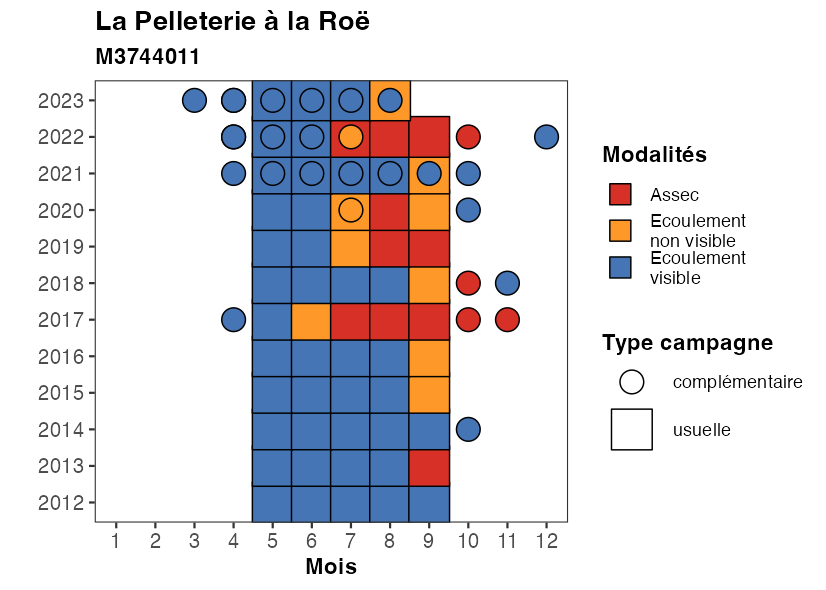 La Pelleterie à la Roë
M3744011
2023
2022
2021
2020
2019
2018
2017
2016
2015
2014
2013
2012
1 2 3 4 5 6 7 8 9 10 11 12
Mois
Modalités
Assec
Ecoulement
non visible
Ecoulement
visible
Type campagne
complémentaire
usuelle